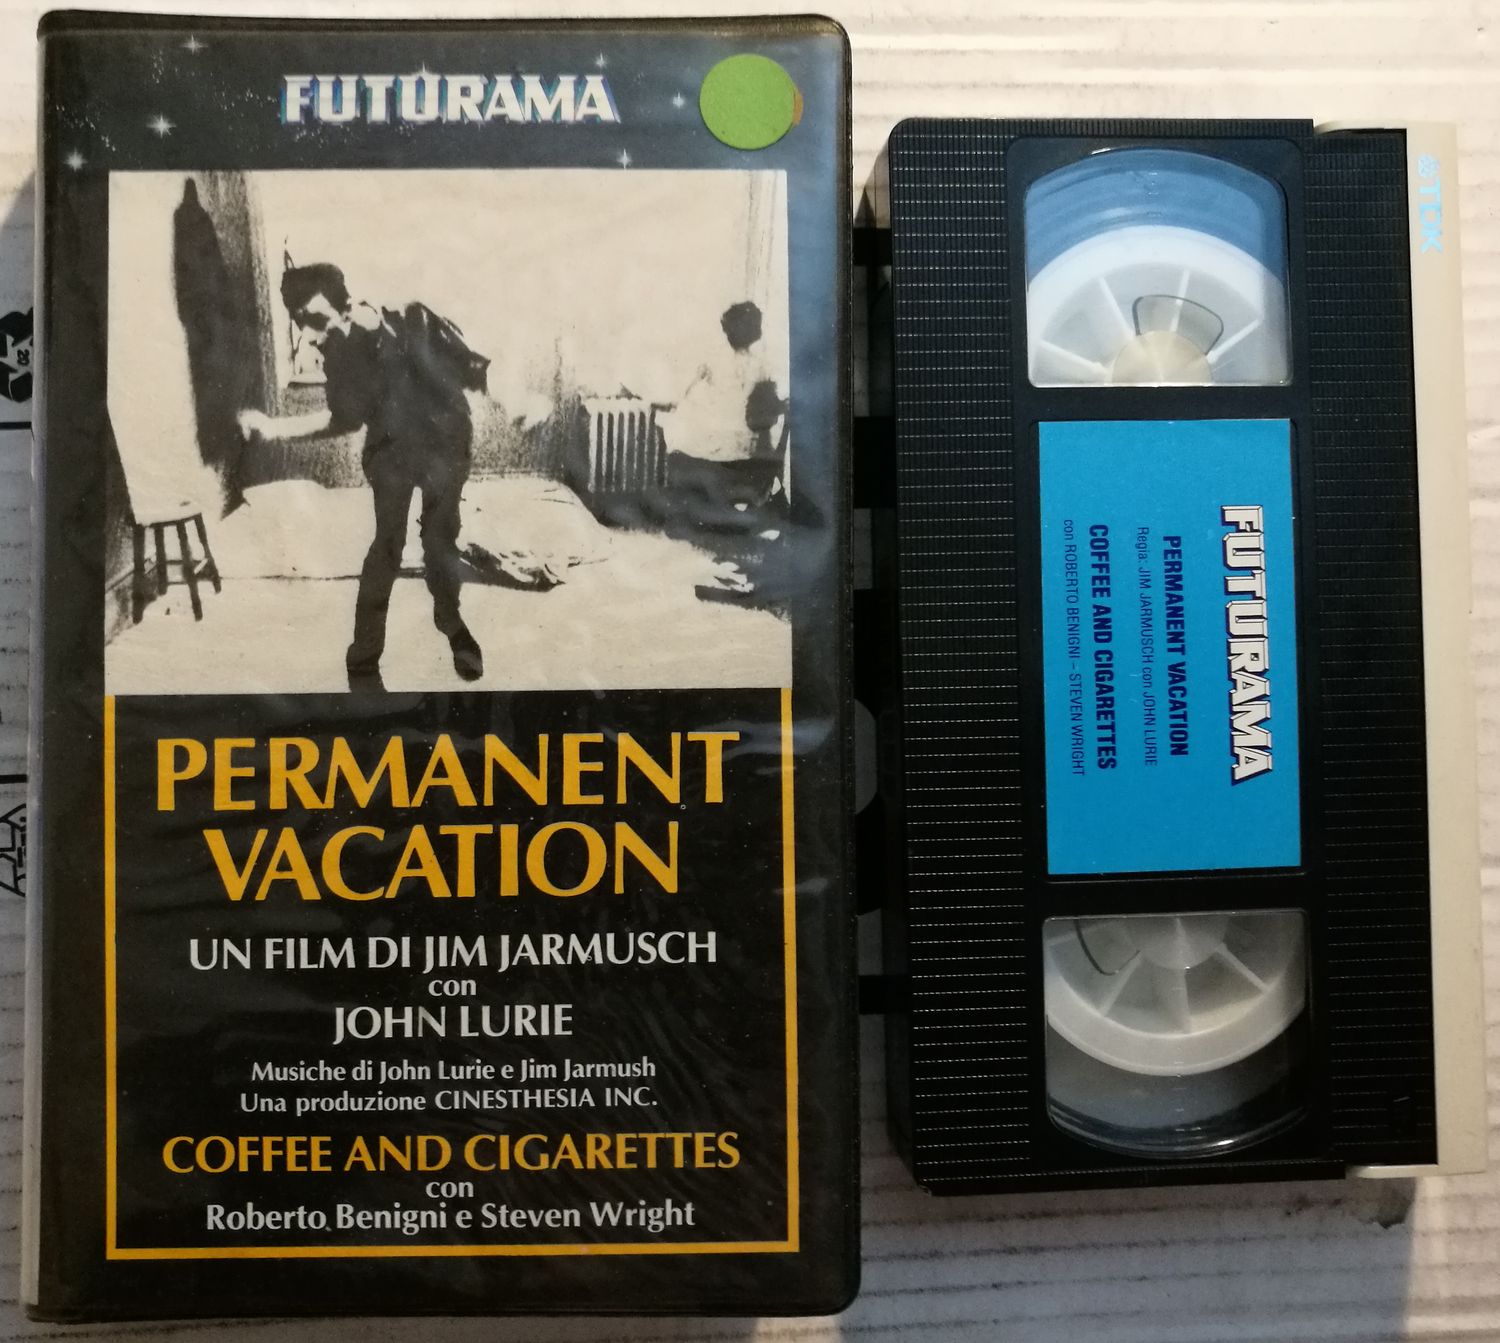 FUTURAMA
PERMANENT
VACATION
UN FILM DI JIM JARMUSCH
con
JOHN LURIE
Musiche di John Lurie e Jim Jarmush
Una produzione CINESTHESIA INC.
COFFEE AND CIGARETTES
con
Roberto Benigni e Steven Wright
TDK
FUTURAMA
PERMANENT VACATION
Regia: JIM JARMUSCH con JOHN LURIE
COFFEE AND CIGARETTES
con ROBERTO BENIGNI – STEVEN WRIGHT
20